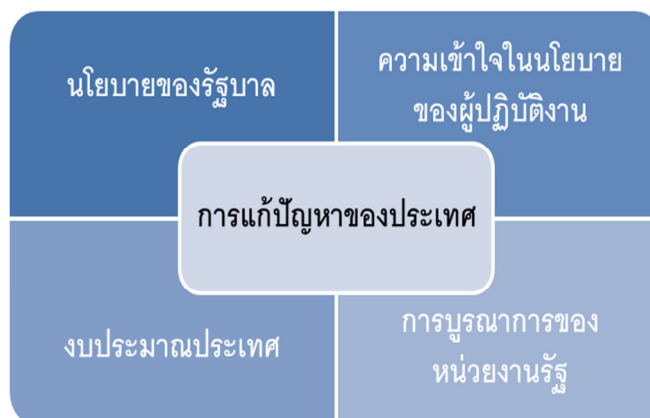 นโยบายของรัฐบาล
ความเข้าใจในนโยบาย
ของผู้ปฏิบัติงาน
การแก้ปัญหาของประเทศ
งบประมาณประเทศ
การบูรณาการของ
หน่วยงานรัฐ